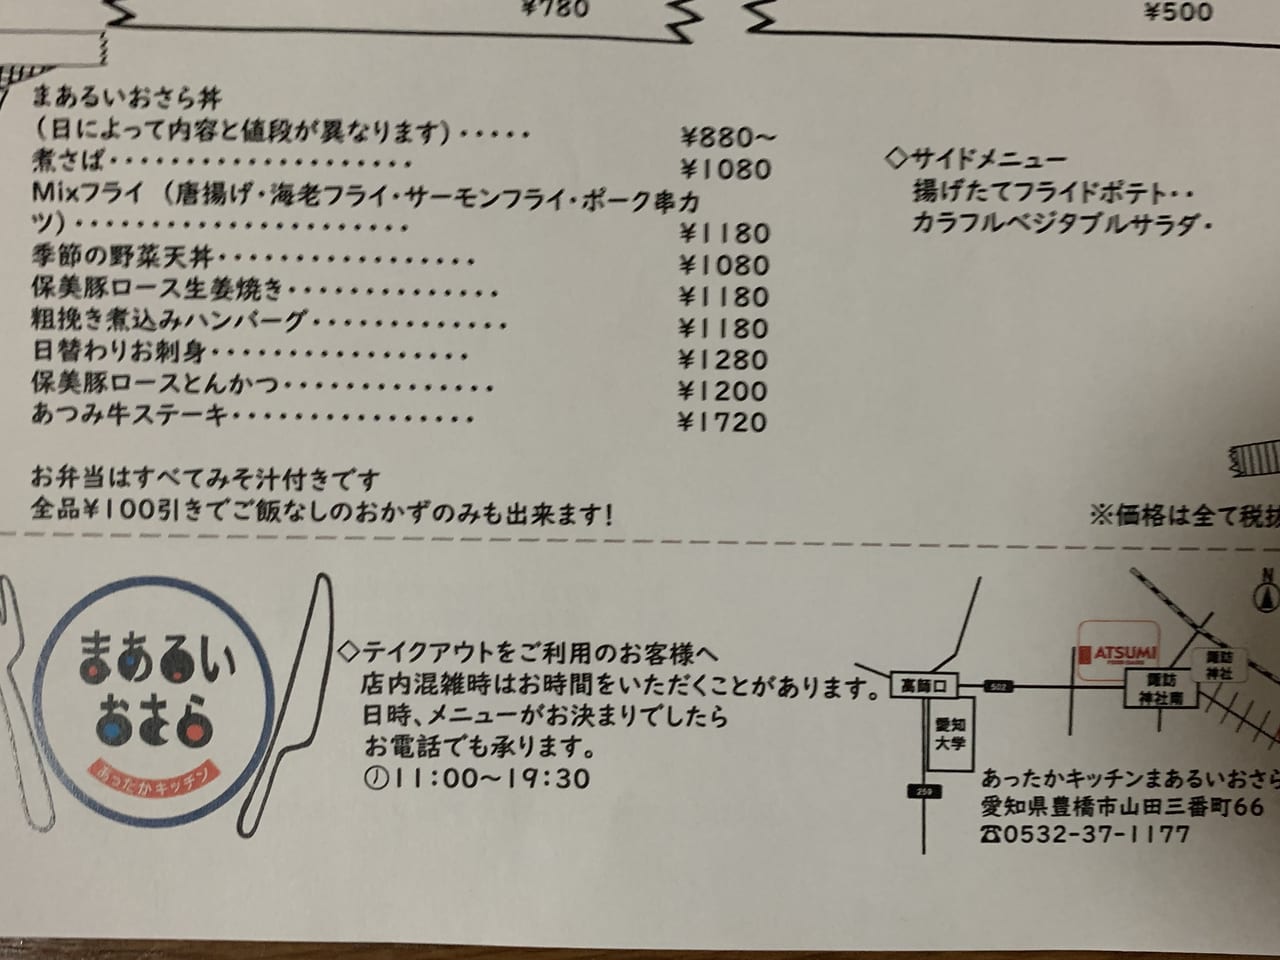 ¥780
¥500
まあるいおさら丼
（日によって内容と値段が異なります）・・・・・ ¥880〜
煮さば・・・・・・・・・・・・・・・・・・・・ ¥1080
Mixフライ（唐揚げ・海老フライ・サーモンフライ・ポーク串カ
ツ）・・・・・・・・・・・・・・・・・・・・・・ ¥1180
季節の野菜天丼・・・・・・・・・・・・・・・・・ ¥1080
保美豚ロース生姜焼き・・・・・・・・・・・・・・ ¥1180
粗挽き煮込みハンバーグ・・・・・・・・・・・・・ ¥1180
日替わりお刺身・・・・・・・・・・・・・・・・・ ¥1280
保美豚ロースとんかつ・・・・・・・・・・・・・・ ¥1200
あつみ牛ステーキ・・・・・・・・・・・・・・・・ ¥1720
◇サイドメニュー
揚げたてフライドポテト・・
カラフルベジタブルサラダ・
お弁当はすべてみそ汁付きです
全品¥100引きでご飯なしのおかずのみも出来ます！
※価格は全て税抜
まあるい
おさら
あったかキッチン
◇テイクアウトをご利用のお客様へ
店内混雑時はお時間をいただくことがあります。
日時、メニューがお決まりでしたら
お電話でも承ります。
11:00〜19:30
N
ATSUMI
諏訪
神社
諏訪
神社南
高師口
502
愛知
大学
259
あったかキッチンまあるいおさら
愛知県豊橋市山田三番町66
☎0532-37-1177